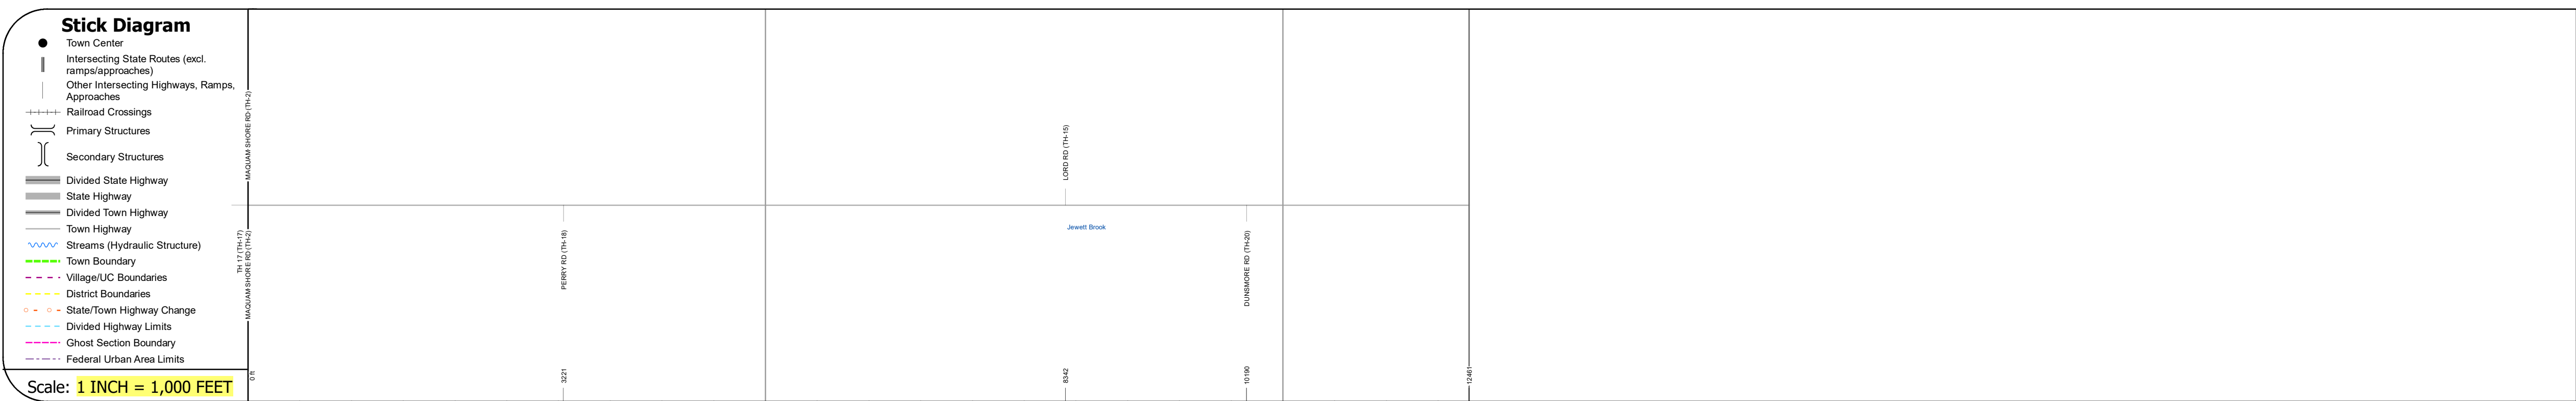 Stick Diagram
Town Center
Intersecting State Routes (excl.
ramps/approaches)
Other Intersecting Highways, Ramps,
Approaches
Railroad Crossings
Primary Structures
Secondary Structures
Divided State Highway
State Highway
Divided Town Highway
Town Highway
Streams (Hydraulic Structure)
Town Boundary
Village/UC Boundaries
District Boundaries
State/Town Highway Change
Divided Highway Limits
Ghost Section Boundary
Federal Urban Area Limits
Scale: 1 INCH = 1,000 FEET
MAQUAM SHORE RD (TH-2)
TH 17 (TH-17)
MAQUAM SHORE RD (TH-2)
0 ft
PERRY RD (TH-18)
3221
LORD RD (TH-15)
Jewett Brook
8342
DUNSMORE RD (TH-20)
10190
12461